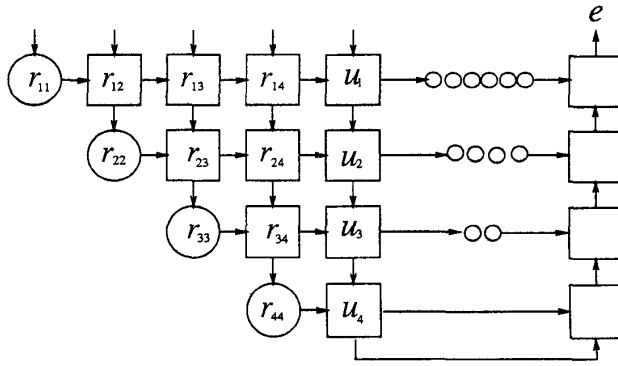 e
r₁₁ r₁₂ r₁₃ r₁₄ u₁
r₂₂ r₂₃ r₂₄ u₂
r₃₃ r₃₄ u₃
r₄₄ u₄